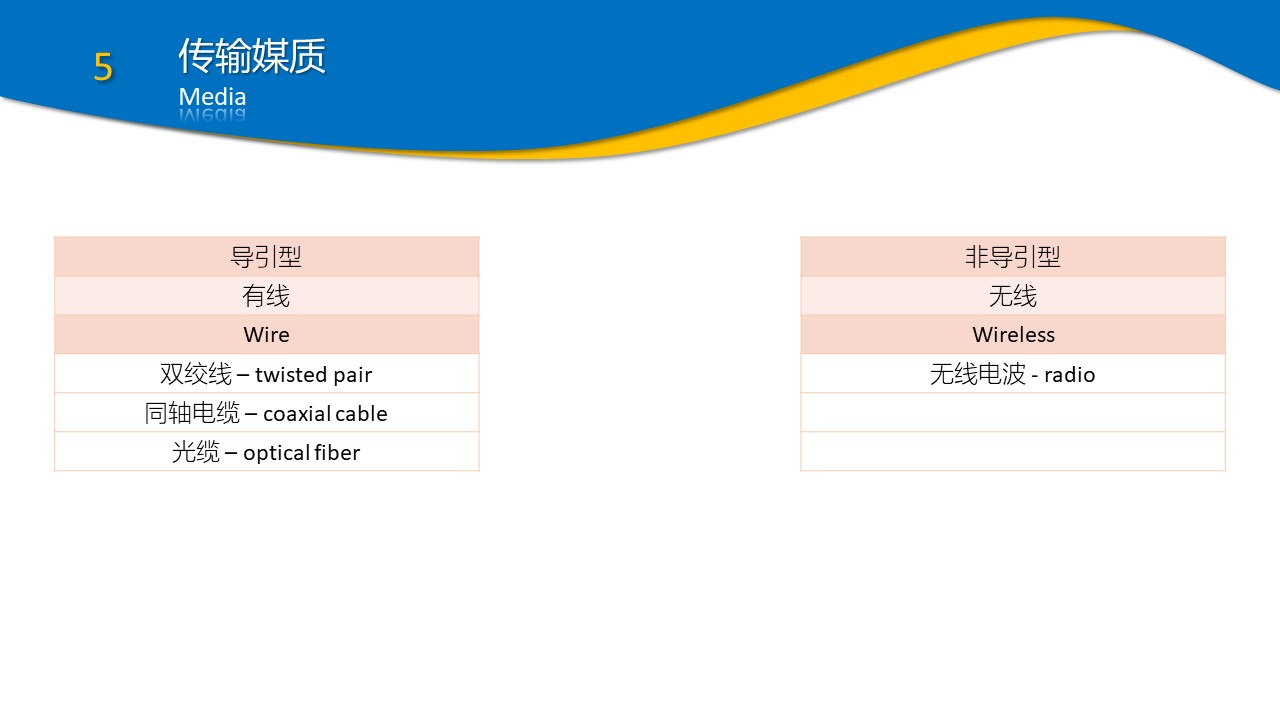 5
传输媒质
Media
导引型
有线
Wire
双绞线 – twisted pair
同轴电缆 – coaxial cable
光缆 – optical fiber
非导引型
无线
Wireless
无线电波 - radio